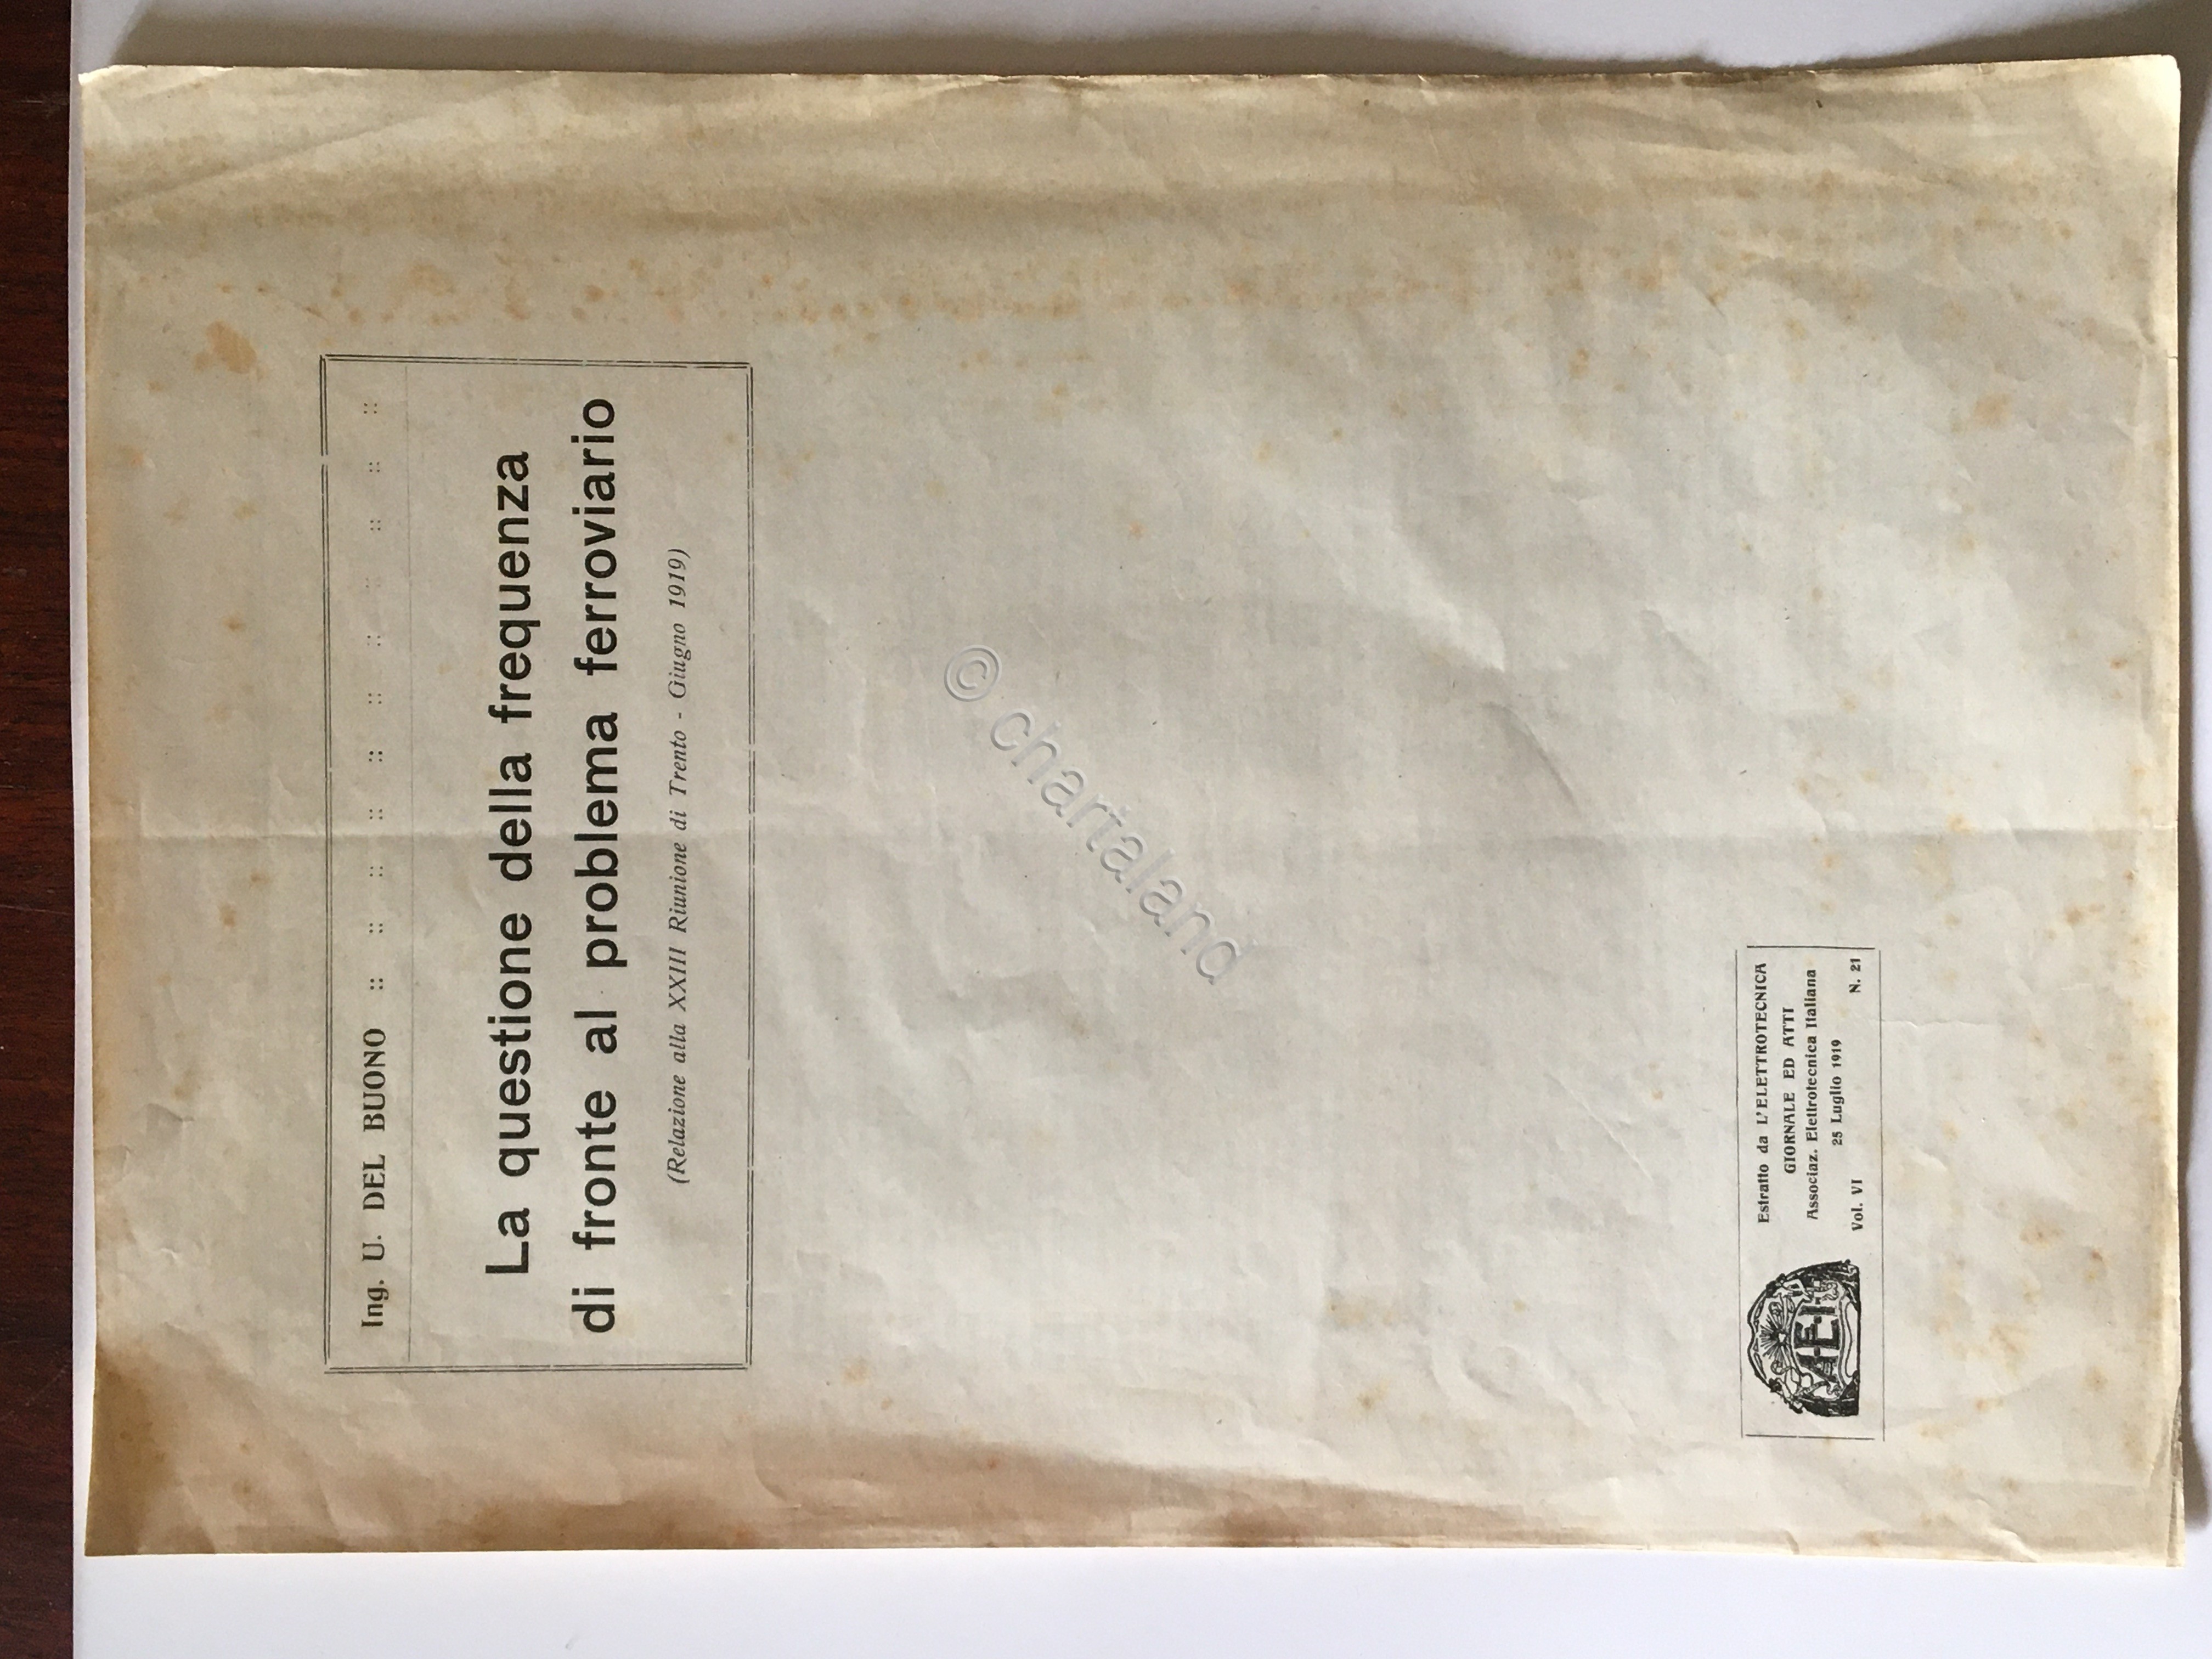 Ing. U. DEL BUONO :: :: :: :: :: :: :: :: :: :: ::
La questione della frequenza
di fronte al problema ferroviario
(Relazione alla XXIII Riunione di Trento - Giugno 1919)
© chartaland
A·E·I
Estratto da L'ELETTROTECNICA
GIORNALE ED ATTI
Associaz. Elettrotecnica Italiana
25 Luglio 1919
Vol. VI N. 21